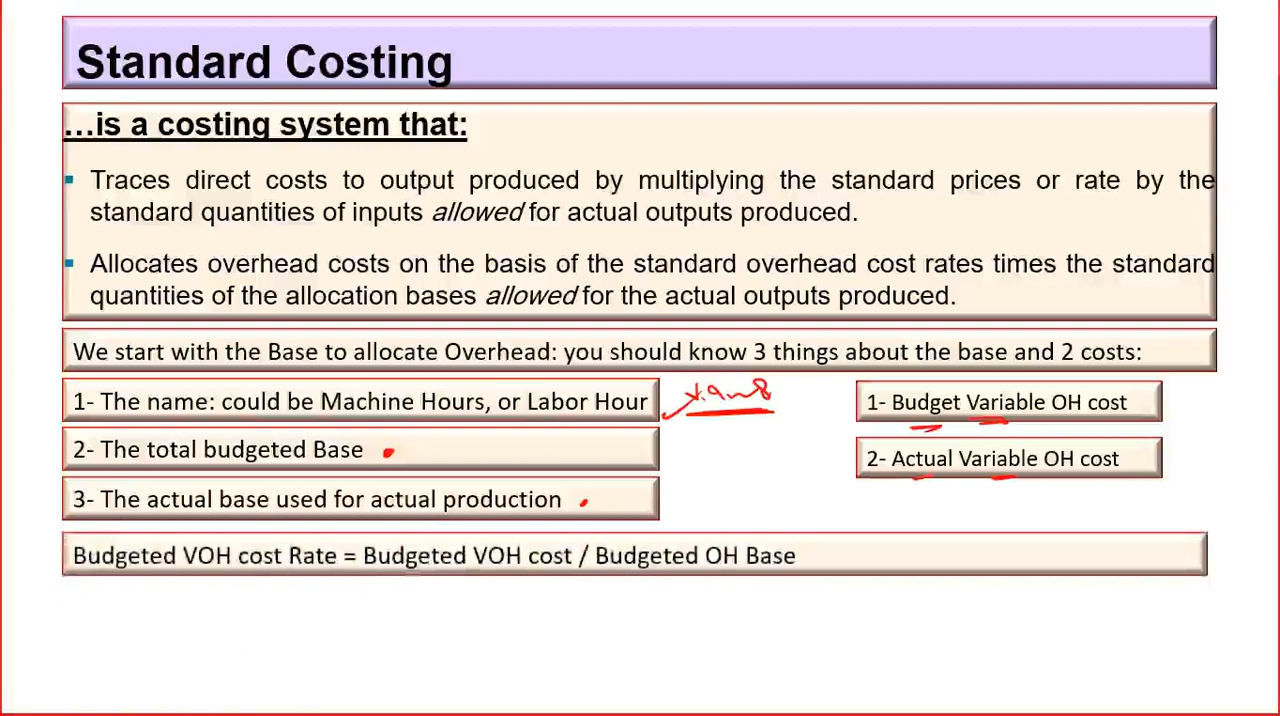 Standard Costing
...is a costing system that:
▪ Traces direct costs to output produced by multiplying the standard prices or rate by the
standard quantities of inputs allowed for actual outputs produced.
▪ Allocates overhead costs on the basis of the standard overhead cost rates times the standard
quantities of the allocation bases allowed for the actual outputs produced.
We start with the Base to allocate Overhead: you should know 3 things about the base and 2 costs:
1- The name: could be Machine Hours, or Labor Hour
1- Budget Variable OH cost
2- The total budgeted Base
2- Actual Variable OH cost
3- The actual base used for actual production
Budgeted VOH cost Rate = Budgeted VOH cost / Budgeted OH Base